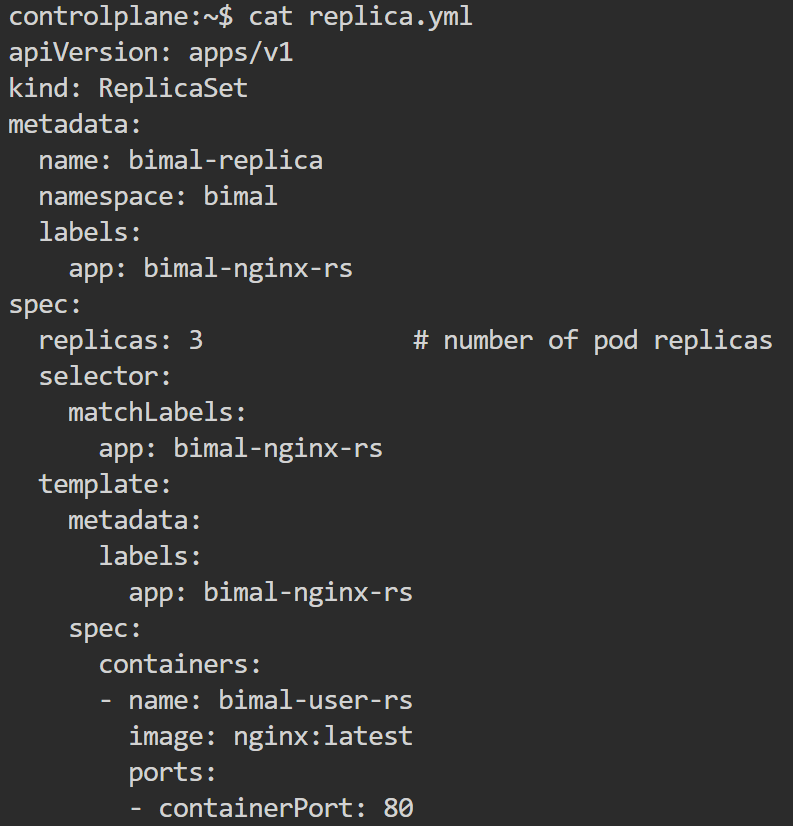 controlplane:~$ cat replica.yml
apiVersion: apps/v1
kind: ReplicaSet
metadata:
  name: bimal-replica
  namespace: bimal
  labels:
    app: bimal-nginx-rs
spec:
  replicas: 3              # number of pod replicas
  selector:
    matchLabels:
      app: bimal-nginx-rs
  template:
    metadata:
      labels:
        app: bimal-nginx-rs
    spec:
      containers:
      - name: bimal-user-rs
        image: nginx:latest
        ports:
        - containerPort: 80